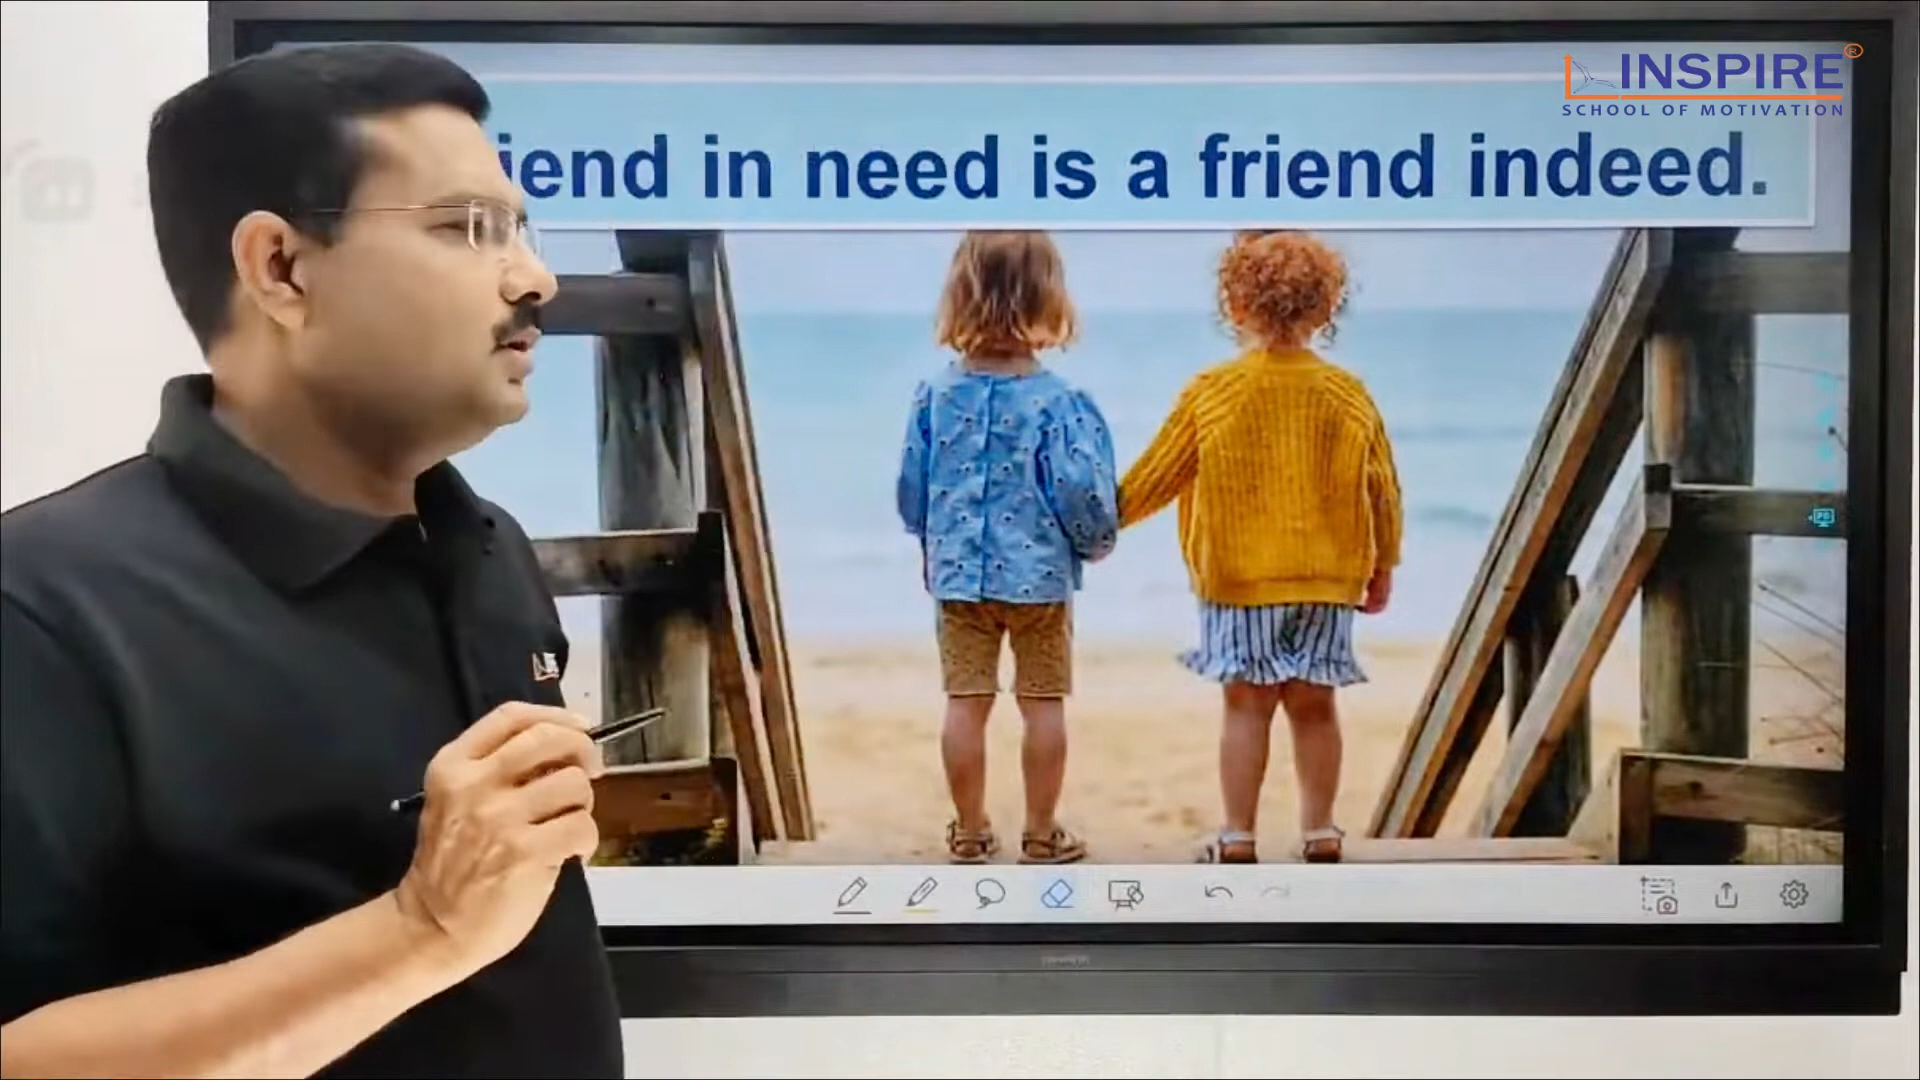 INSPIRE®
SCHOOL OF MOTIVATION
iend in need is a friend indeed.